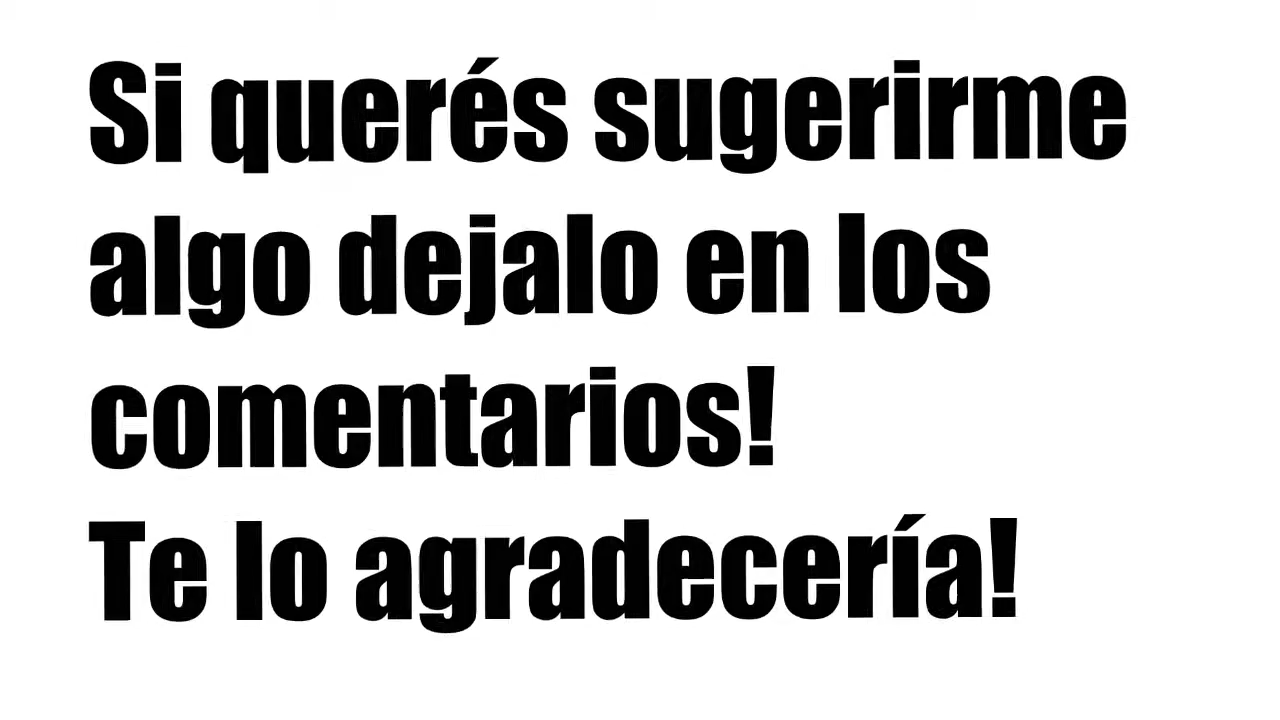 Si querés sugerirme
algo dejalo en los
comentarios!
Te lo agradecería!